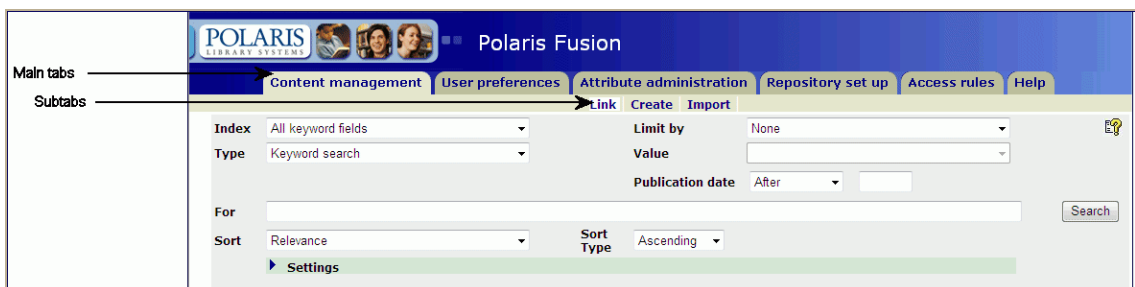 POLARIS
LIBRARY SYSTEMS
Polaris Fusion
Main tabs
Content management User preferences Attribute administration Repository set up Access rules Help
Subtabs
Link Create Import
Index All keyword fields Limit by None
Type Keyword search Value
Publication date After
For Search
Sort Relevance Sort Type Ascending
Settings